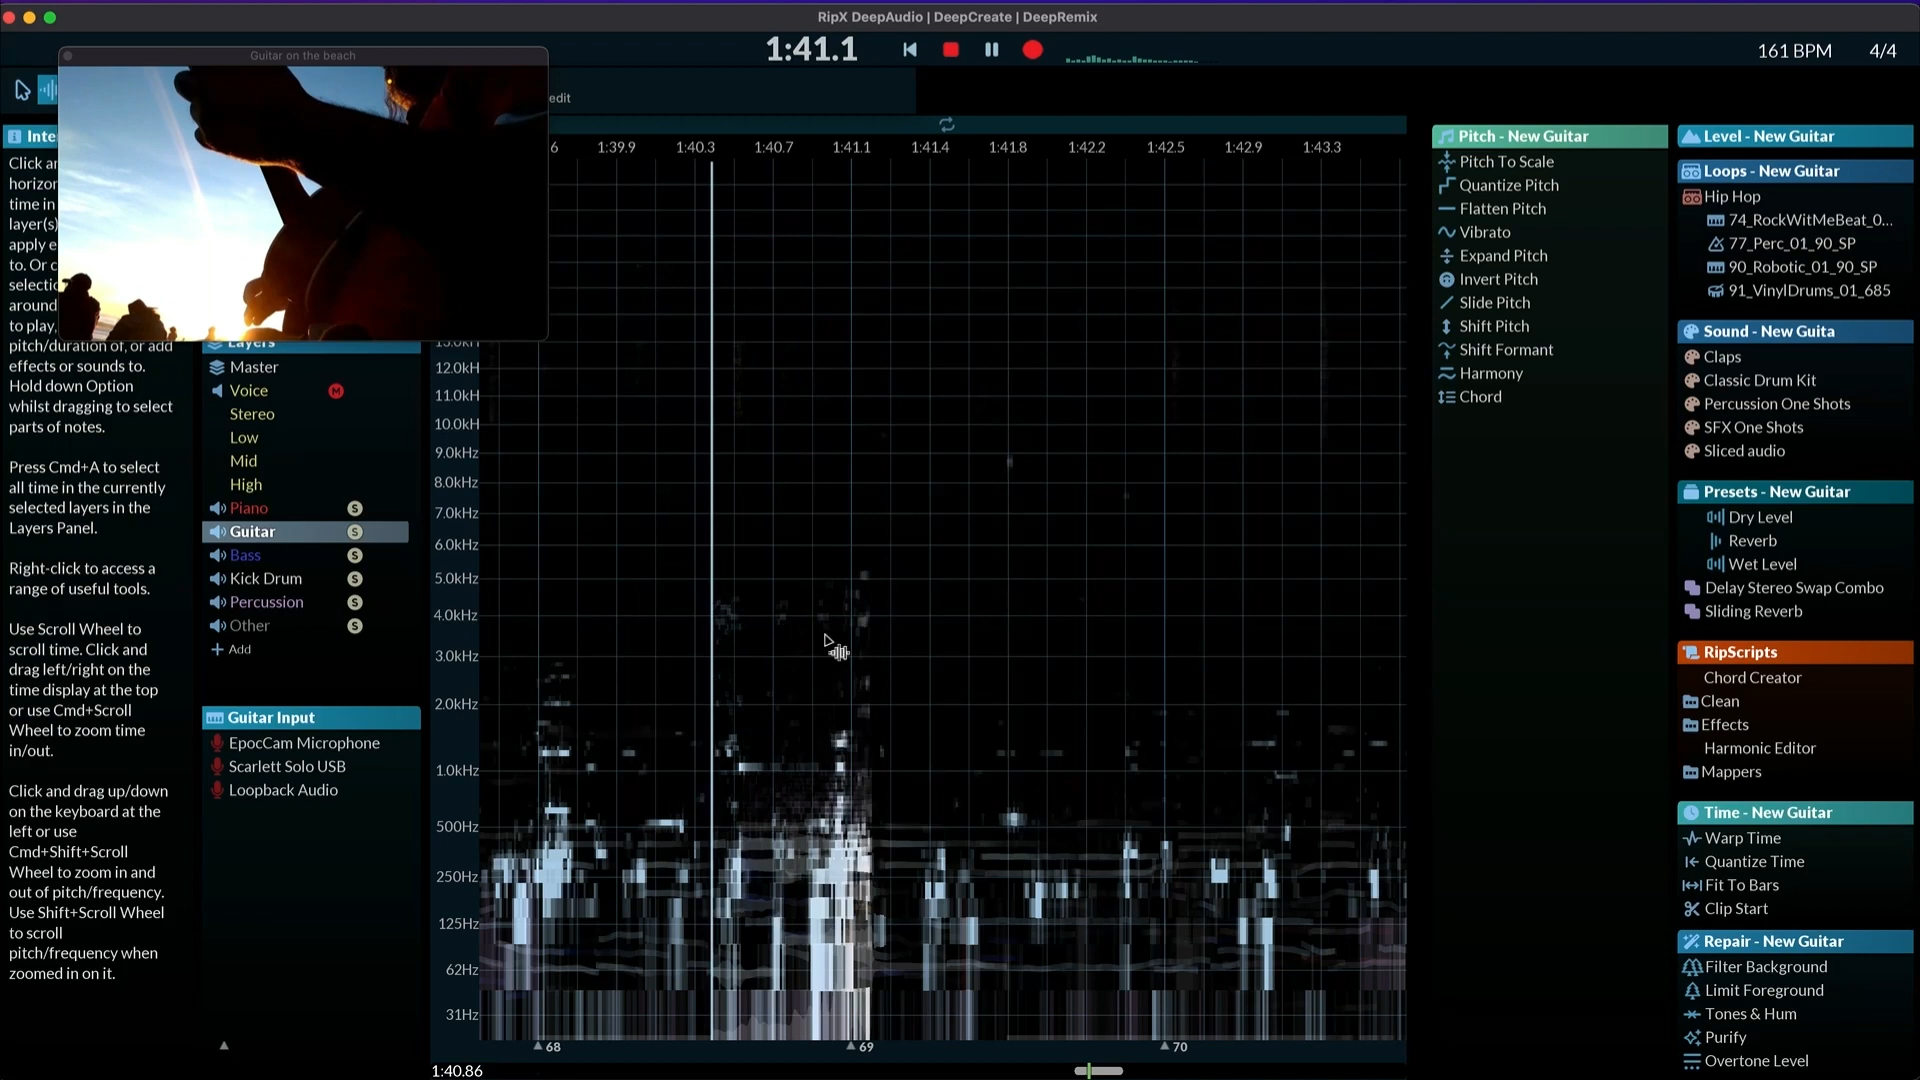 RipX DeepAudio | DeepCreate | DeepRemix
Guitar on the beach
1:41.1
161 BPM
4/4
edit
6 1:39.9 1:40.3 1:40.7 1:41.1 1:41.4 1:41.8 1:42.2 1:42.5 1:42.9 1:43.3
Inte
Click an
horizon
time in
layer(s)
apply e
to. Or c
selectio
around
to play,
pitch/duration of, or add
effects or sounds to.
Hold down Option
whilst dragging to select
parts of notes.
Press Cmd+A to select
all time in the currently
selected layers in the
Layers Panel.
Right-click to access a
range of useful tools.
Use Scroll Wheel to
scroll time. Click and
drag left/right on the
time display at the top
or use Cmd+Scroll
Wheel to zoom time
in/out.
Click and drag up/down
on the keyboard at the
left or use
Cmd+Shift+Scroll
Wheel to zoom in and
out of pitch/frequency.
Use Shift+Scroll Wheel
to scroll
pitch/frequency when
zoomed in on it.
Layers
Master
Voice M
Stereo
Low
Mid
High
Piano S
Guitar S
Bass S
Kick Drum S
Percussion S
Other S
Add
Guitar Input
EpocCam Microphone
Scarlett Solo USB
Loopback Audio
13.0kH
12.0kH
11.0kH
10.0kH
9.0kHz
8.0kHz
7.0kHz
6.0kHz
5.0kHz
4.0kHz
3.0kHz
2.0kHz
1.0kHz
500Hz
250Hz
125Hz
62Hz
31Hz
68 69 70
1:40.86
Pitch - New Guitar
Pitch To Scale
Quantize Pitch
Flatten Pitch
Vibrato
Expand Pitch
Invert Pitch
Slide Pitch
Shift Pitch
Shift Formant
Harmony
Chord
Level - New Guitar
Loops - New Guitar
Hip Hop
74_RockWitMeBeat_0...
77_Perc_01_90_SP
90_Robotic_01_90_SP
91_VinylDrums_01_685
Sound - New Guita
Claps
Classic Drum Kit
Percussion One Shots
SFX One Shots
Sliced audio
Presets - New Guitar
Dry Level
Reverb
Wet Level
Delay Stereo Swap Combo
Sliding Reverb
RipScripts
Chord Creator
Clean
Effects
Harmonic Editor
Mappers
Time - New Guitar
Warp Time
Quantize Time
Fit To Bars
Clip Start
Repair - New Guitar
Filter Background
Limit Foreground
Tones & Hum
Purify
Overtone Level